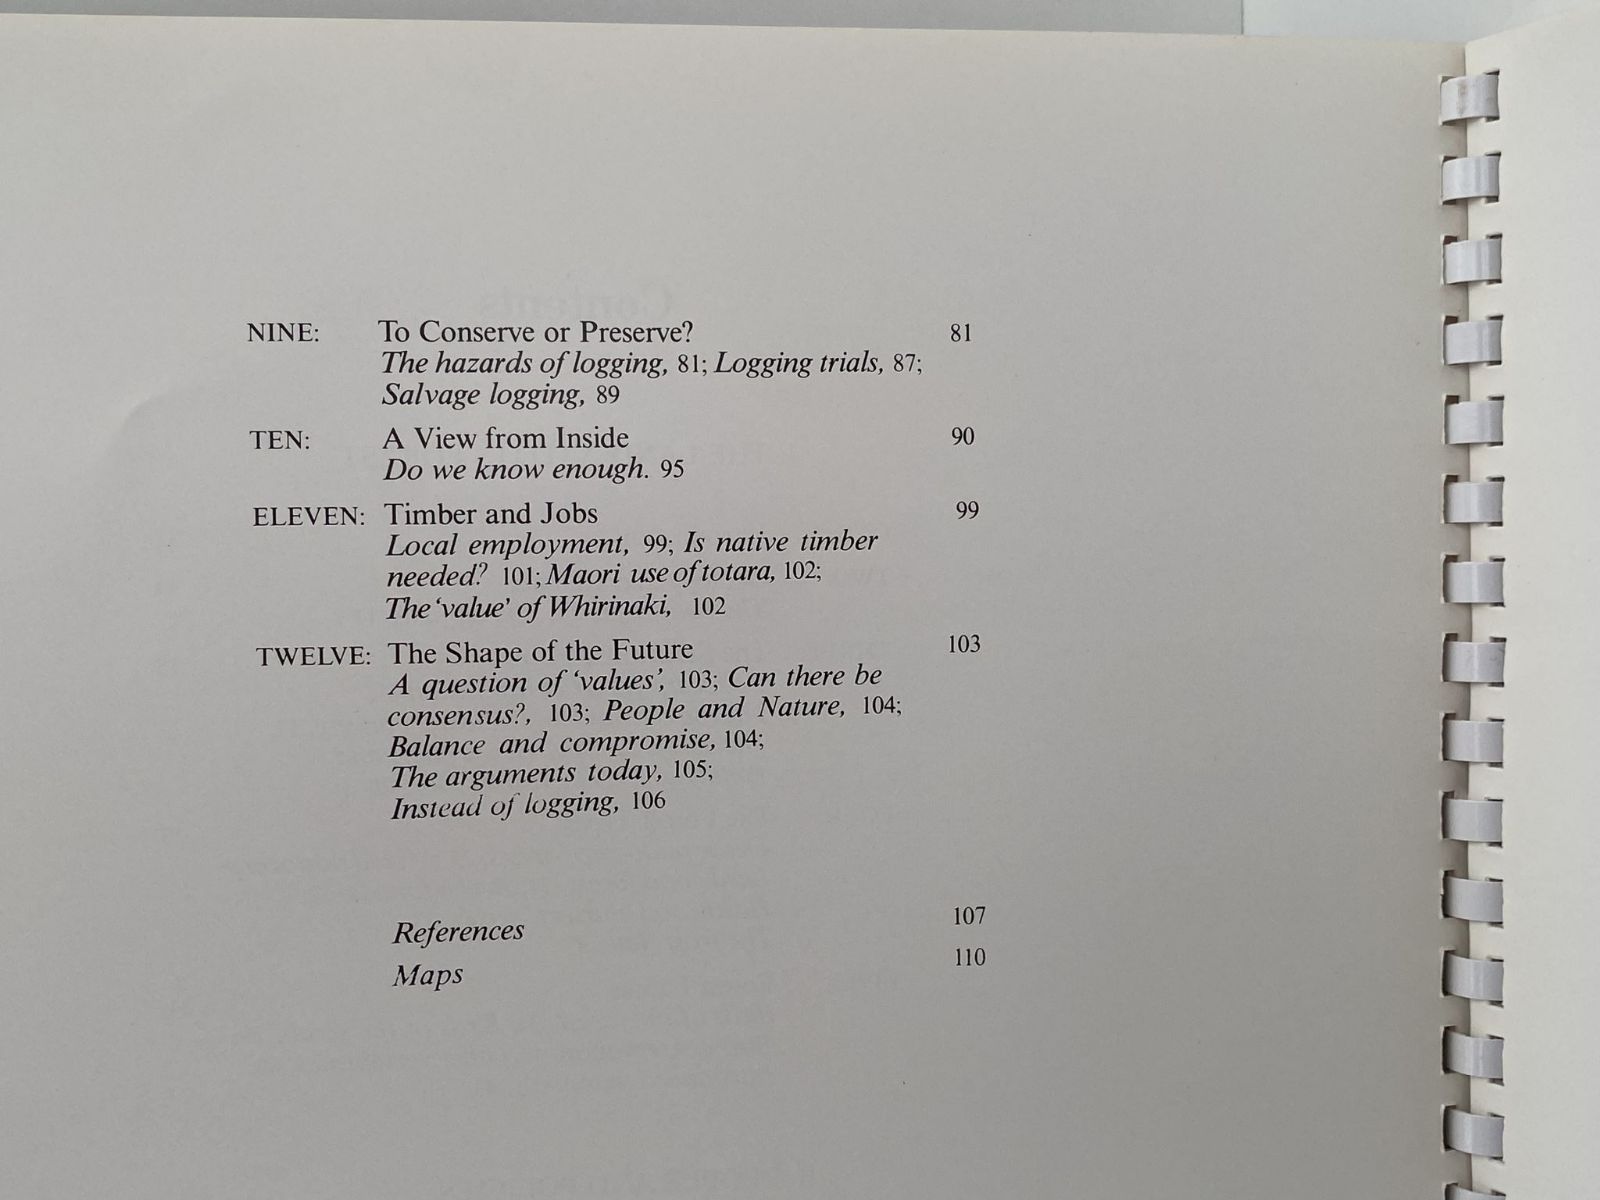 NINE: To Conserve or Preserve? 81
The hazards of logging, 81; Logging trials, 87;
Salvage logging, 89
TEN: A View from Inside 90
Do we know enough. 95
ELEVEN: Timber and Jobs 99
Local employment, 99; Is native timber
needed? 101; Maori use of totara, 102;
The 'value' of Whirinaki, 102
TWELVE: The Shape of the Future 103
A question of 'values', 103; Can there be
consensus?, 103; People and Nature, 104;
Balance and compromise, 104;
The arguments today, 105;
Instead of logging, 106
References 107
Maps 110